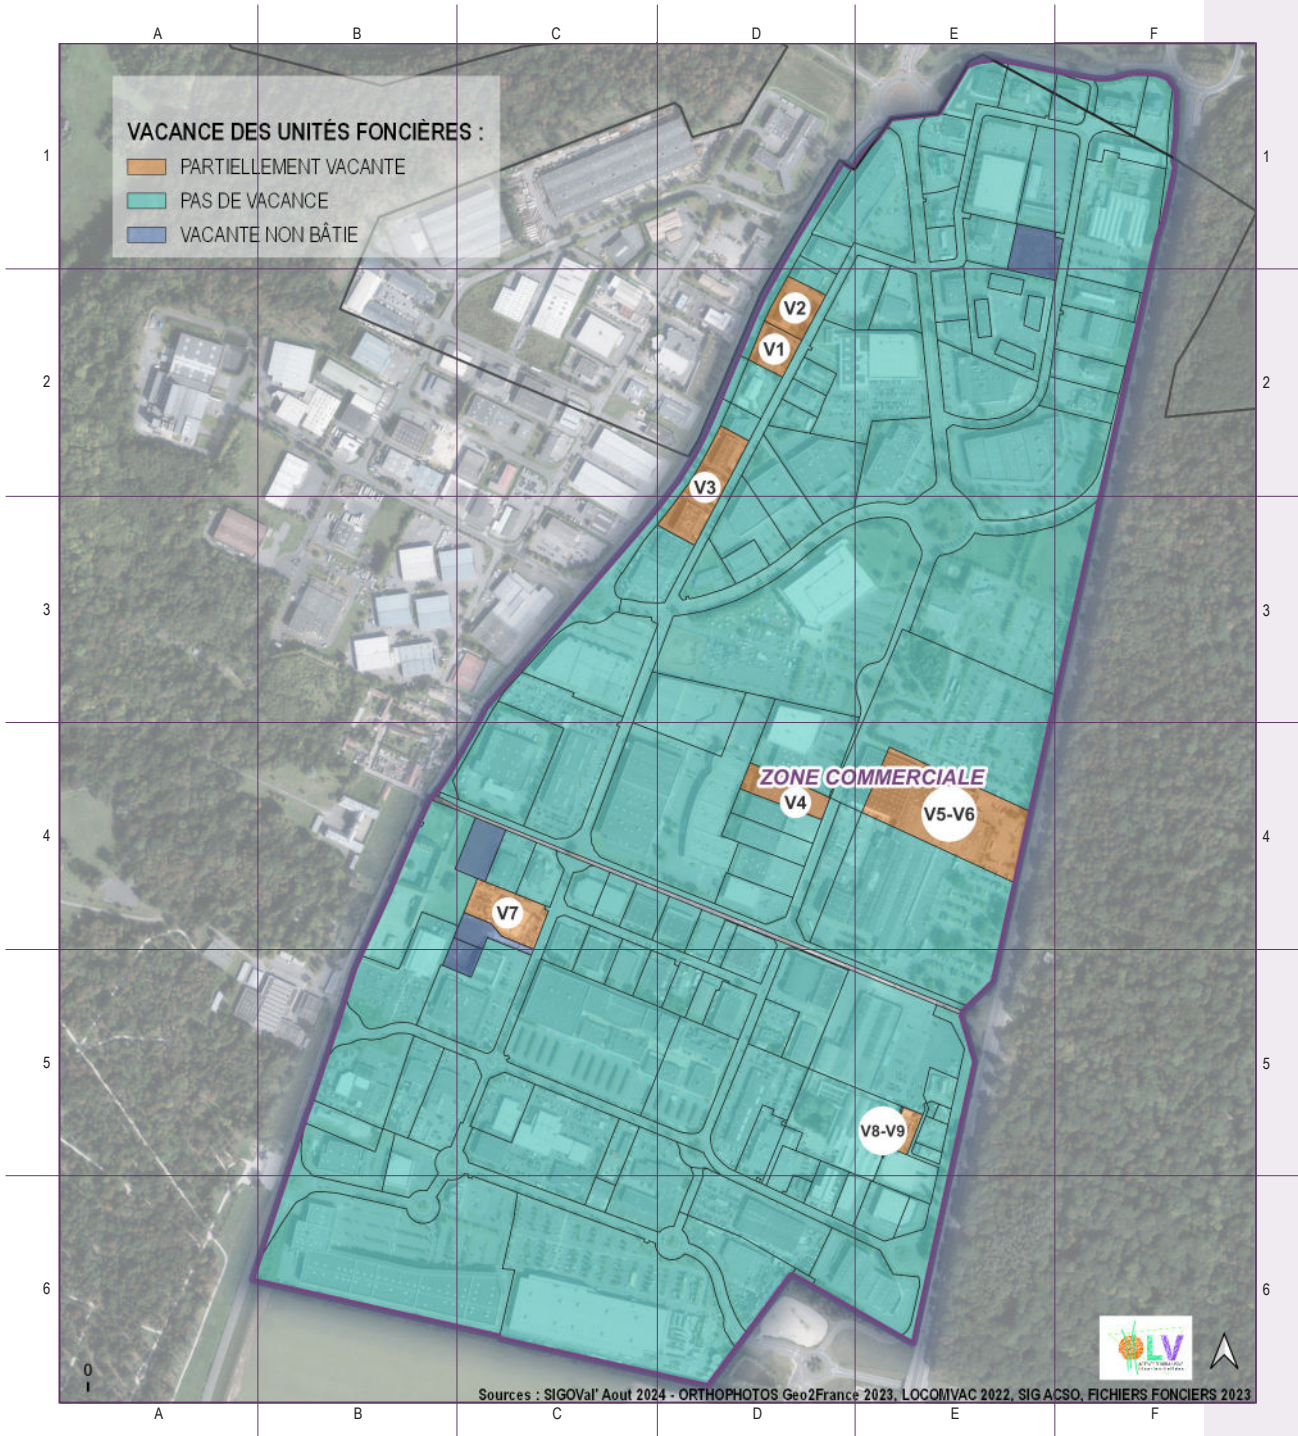 A B C D E F
VACANCE DES UNITÉS FONCIÈRES :
PARTIELLEMENT VACANTE
PAS DE VACANCE
VACANTE NON BÂTIE
1 1
V2
V1
2 2
V3
3 3
ZONE COMMERCIALE
V4
V5-V6
4 4
V7
5 5
V8-V9
6 6
LV
0
Sources : SIGOVal' Aout 2024 - ORTHOPHOTOS Geo2France 2023, LOCOMVAC 2022, SIG ACSO, FICHIERS FONCIERS 2023
A B C D E F